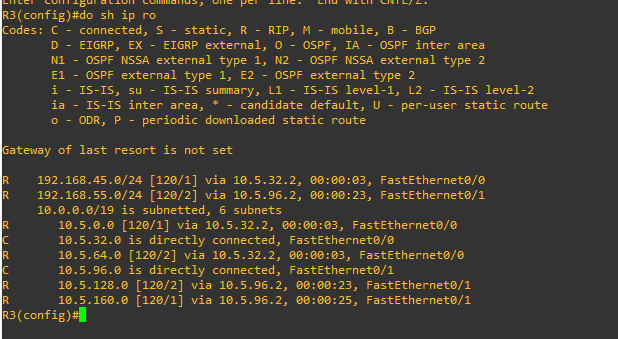 Enter configuration commands, one per line.  End with CNTL/Z.
R3(config)#do sh ip ro
Codes: C - connected, S - static, R - RIP, M - mobile, B - BGP
       D - EIGRP, EX - EIGRP external, O - OSPF, IA - OSPF inter area
       N1 - OSPF NSSA external type 1, N2 - OSPF NSSA external type 2
       E1 - OSPF external type 1, E2 - OSPF external type 2
       i - IS-IS, su - IS-IS summary, L1 - IS-IS level-1, L2 - IS-IS level-2
       ia - IS-IS inter area, * - candidate default, U - per-user static route
       o - ODR, P - periodic downloaded static route
Gateway of last resort is not set
R    192.168.45.0/24 [120/1] via 10.5.32.2, 00:00:03, FastEthernet0/0
R    192.168.55.0/24 [120/2] via 10.5.96.2, 00:00:23, FastEthernet0/1
     10.0.0.0/19 is subnetted, 6 subnets
R       10.5.0.0 [120/1] via 10.5.32.2, 00:00:03, FastEthernet0/0
C       10.5.32.0 is directly connected, FastEthernet0/0
R       10.5.64.0 [120/2] via 10.5.32.2, 00:00:03, FastEthernet0/0
C       10.5.96.0 is directly connected, FastEthernet0/1
R       10.5.128.0 [120/2] via 10.5.96.2, 00:00:23, FastEthernet0/1
R       10.5.160.0 [120/1] via 10.5.96.2, 00:00:25, FastEthernet0/1
R3(config)#